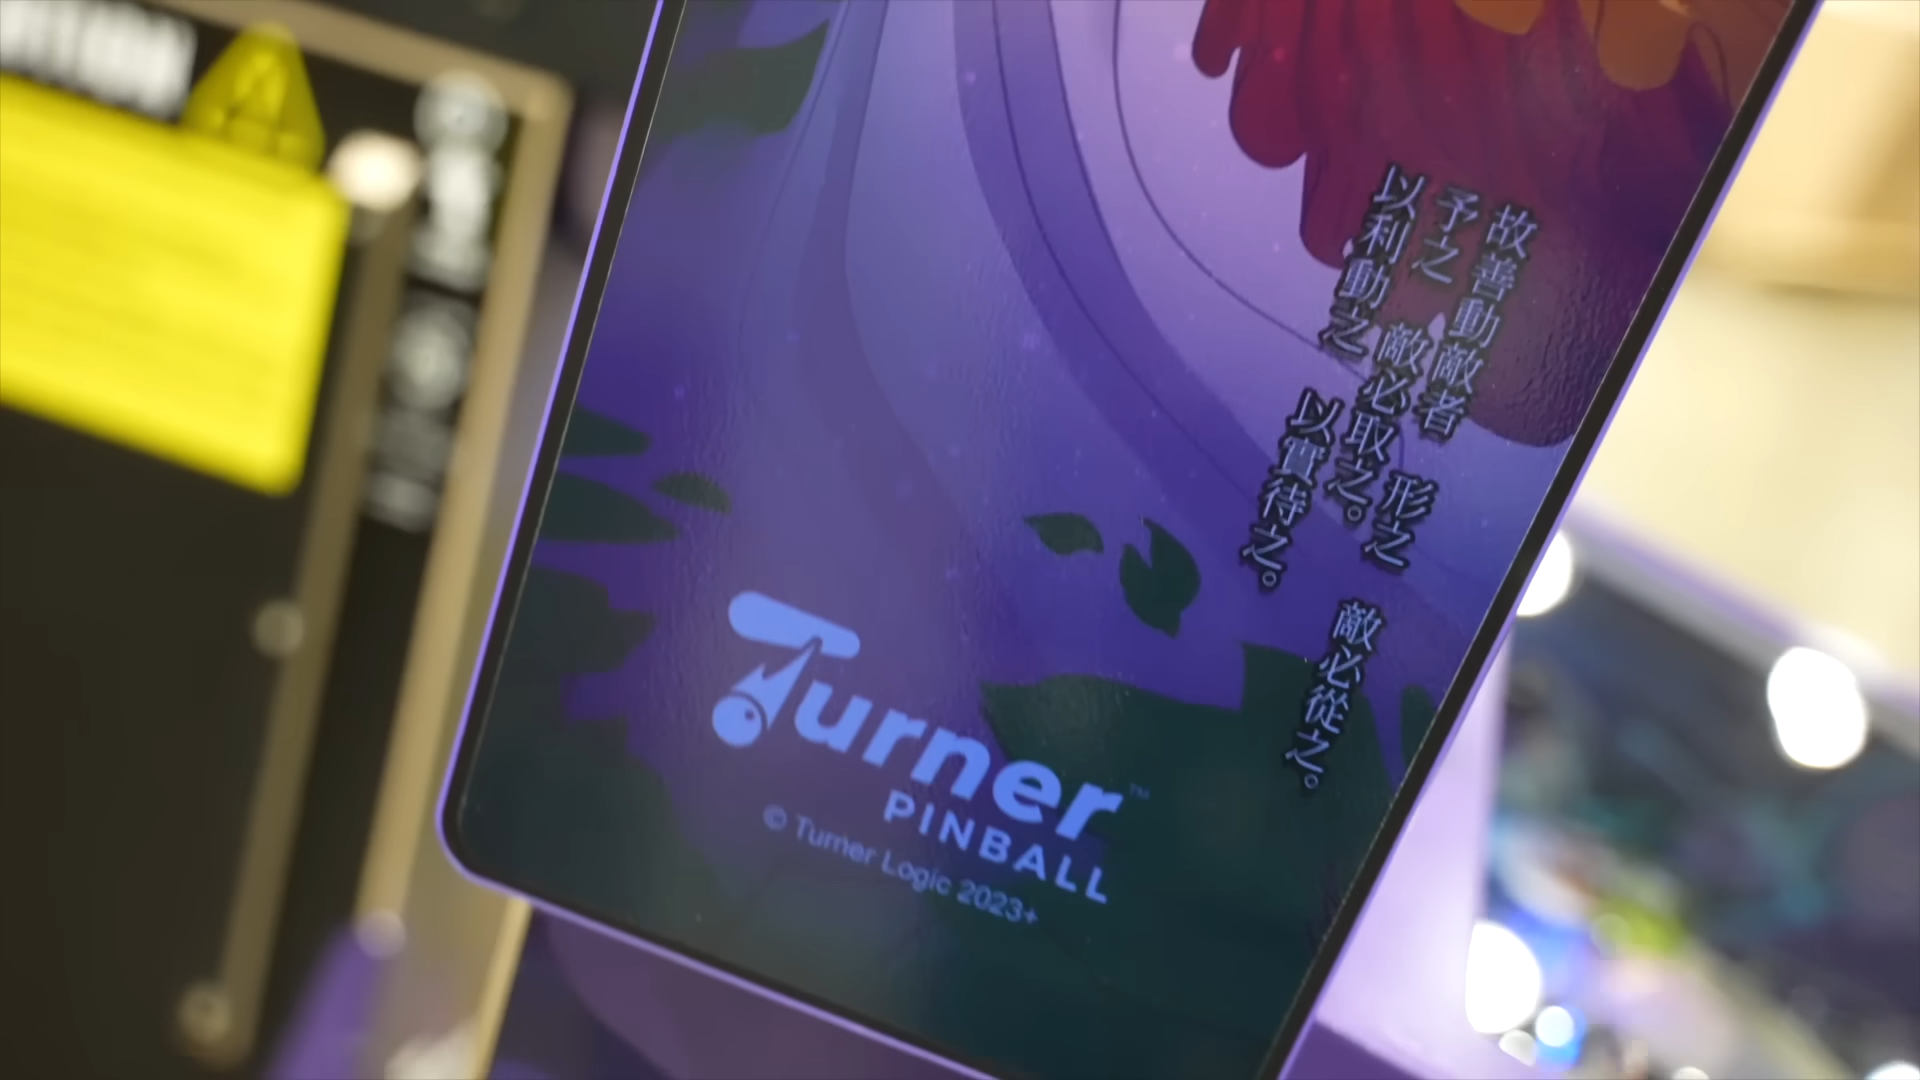 故善動敵者 形之 敵必從之。
予之 敵必取之。
以利動之 以實待之。
Turner™
PINBALL
© Turner Logic 2023+